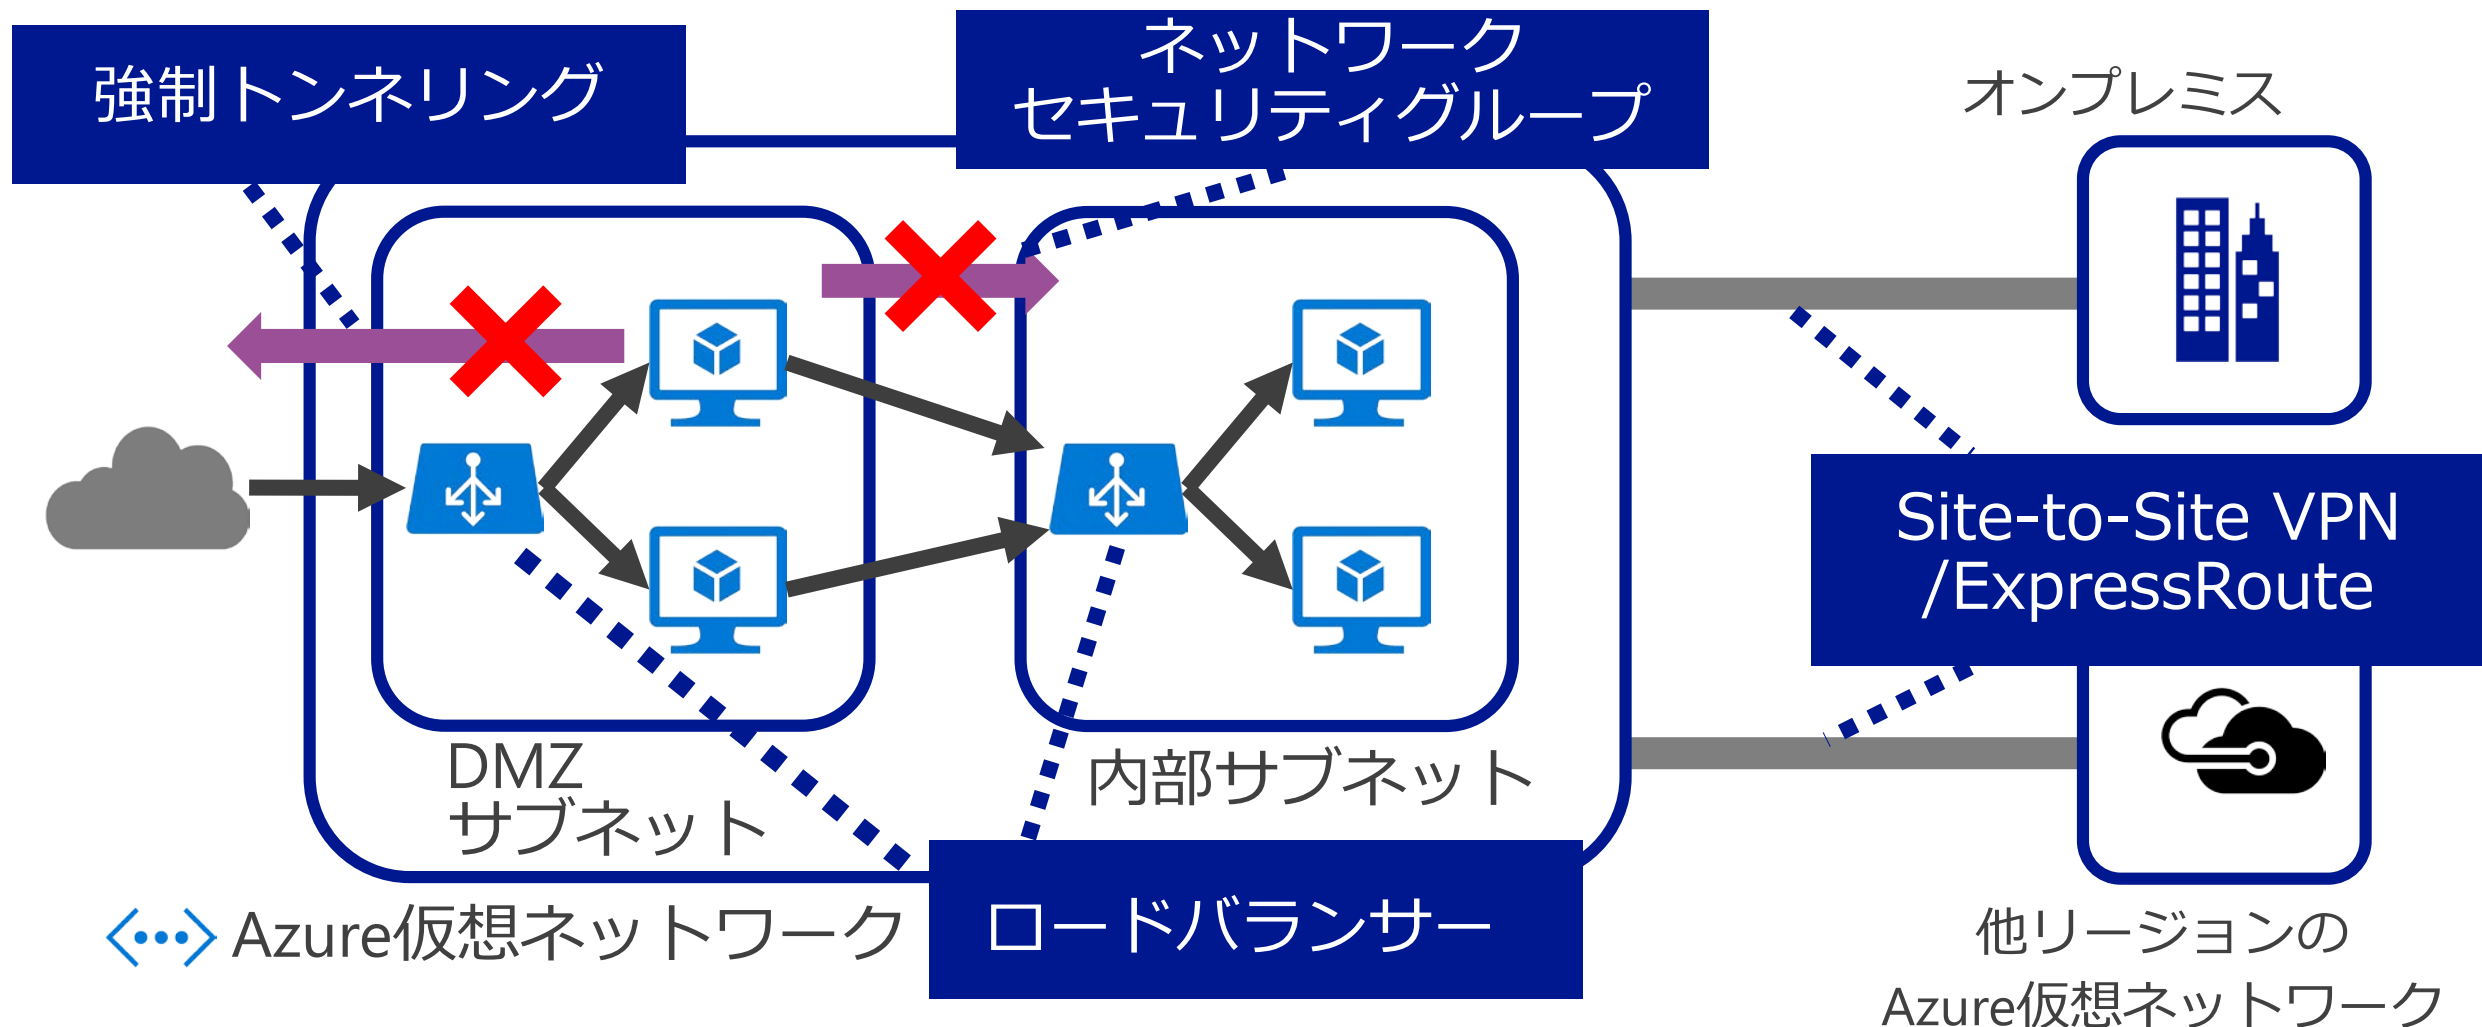 強制トンネリング
ネットワーク
セキュリティグループ
オンプレミス
Site-to-Site VPN
/ExpressRoute
DMZ
サブネット
内部サブネット
ロードバランサー
Azure仮想ネットワーク
他リージョンの
Azure仮想ネットワーク